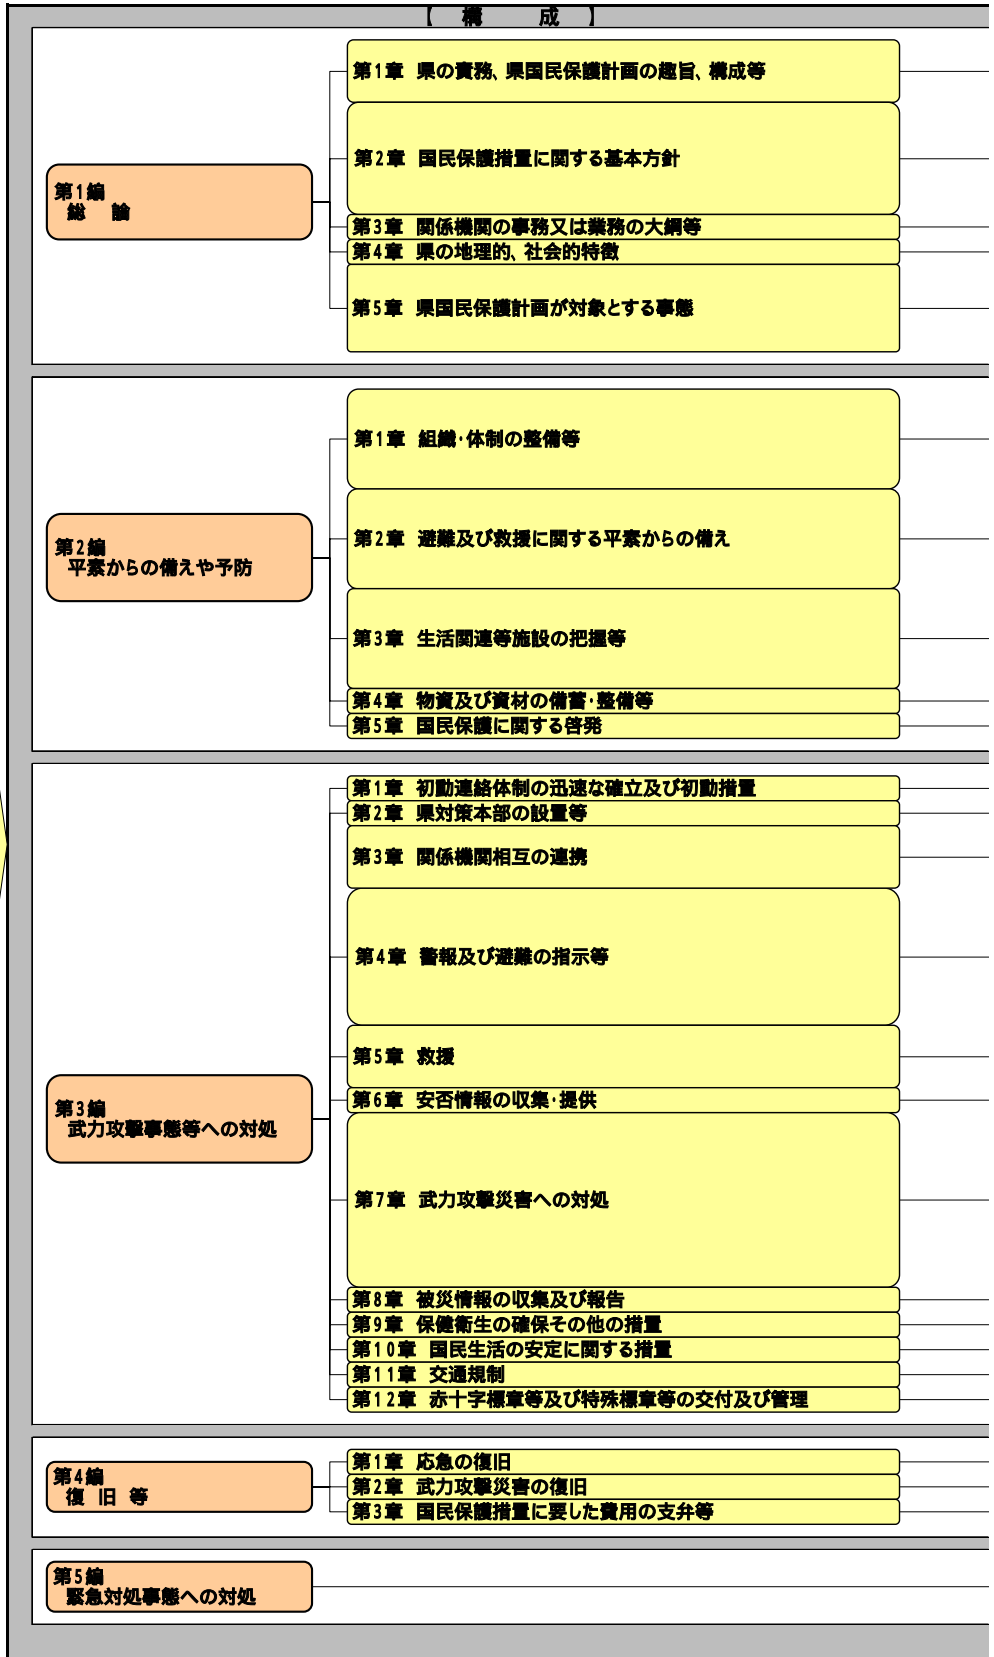 【　構　　成　】
第1編
総　論
第1章　県の責務、県国民保護計画の趣旨、構成等
第2章　国民保護措置に関する基本方針
第3章　関係機関の事務又は業務の大綱等
第4章　県の地理的、社会的特徴
第5章　県国民保護計画が対象とする事態
第2編
平素からの備えや予防
第1章　組織・体制の整備等
第2章　避難及び救援に関する平素からの備え
第3章　生活関連等施設の把握等
第4章　物資及び資材の備蓄・整備等
第5章　国民保護に関する啓発
第3編
武力攻撃事態等への対処
第1章　初動連絡体制の迅速な確立及び初動措置
第2章　県対策本部の設置等
第3章　関係機関相互の連携
第4章　警報及び避難の指示等
第5章　救援
第6章　安否情報の収集・提供
第7章　武力攻撃災害への対処
第8章　被災情報の収集及び報告
第9章　保健衛生の確保その他の措置
第10章　国民生活の安定に関する措置
第11章　交通規制
第12章　赤十字標章等及び特殊標章等の交付及び管理
第4編
復　旧　等
第1章　応急の復旧
第2章　武力攻撃災害の復旧
第3章　国民保護措置に要した費用の支弁等
第5編
緊急対処事態への対処